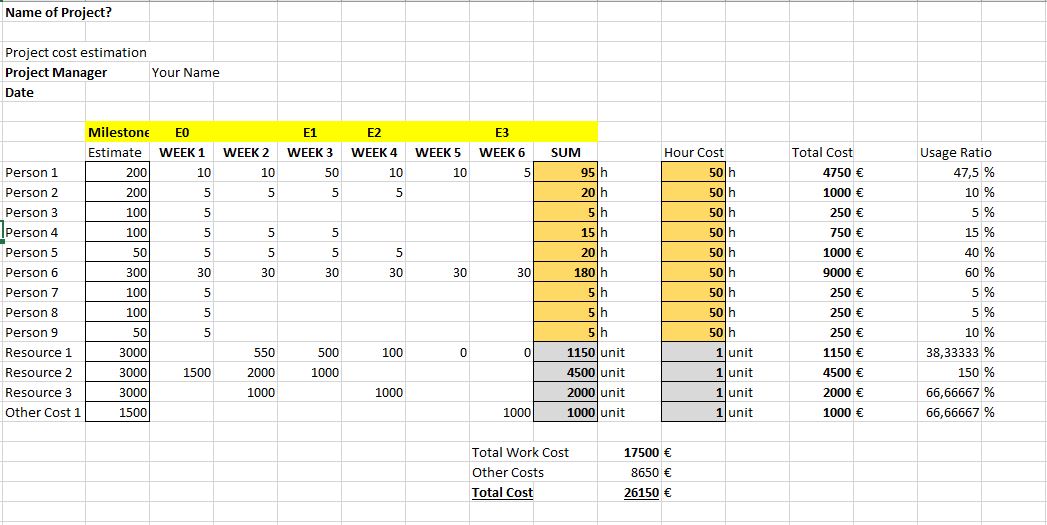 Name of Project?
Project cost estimation
Project Manager Your Name
Date
Milestone E0 E1 E2 E3
Estimate WEEK 1 WEEK 2 WEEK 3 WEEK 4 WEEK 5 WEEK 6 SUM Hour Cost Total Cost Usage Ratio
Person 1 200 10 10 50 10 10 5 95 h 50 h 4750 € 47,5 %
Person 2 200 5 5 5 5 20 h 50 h 1000 € 10 %
Person 3 100 5 5 h 50 h 250 € 5 %
Person 4 100 5 5 5 15 h 50 h 750 € 15 %
Person 5 50 5 5 5 5 20 h 50 h 1000 € 40 %
Person 6 300 30 30 30 30 30 30 180 h 50 h 9000 € 60 %
Person 7 100 5 5 h 50 h 250 € 5 %
Person 8 100 5 5 h 50 h 250 € 5 %
Person 9 50 5 5 h 50 h 250 € 10 %
Resource 1 3000 550 500 100 0 0 1150 unit 1 unit 1150 € 38,33333 %
Resource 2 3000 1500 2000 1000 4500 unit 1 unit 4500 € 150 %
Resource 3 3000 1000 1000 2000 unit 1 unit 2000 € 66,66667 %
Other Cost 1 1500 1000 1000 unit 1 unit 1000 € 66,66667 %
Total Work Cost 17500 €
Other Costs 8650 €
Total Cost 26150 €